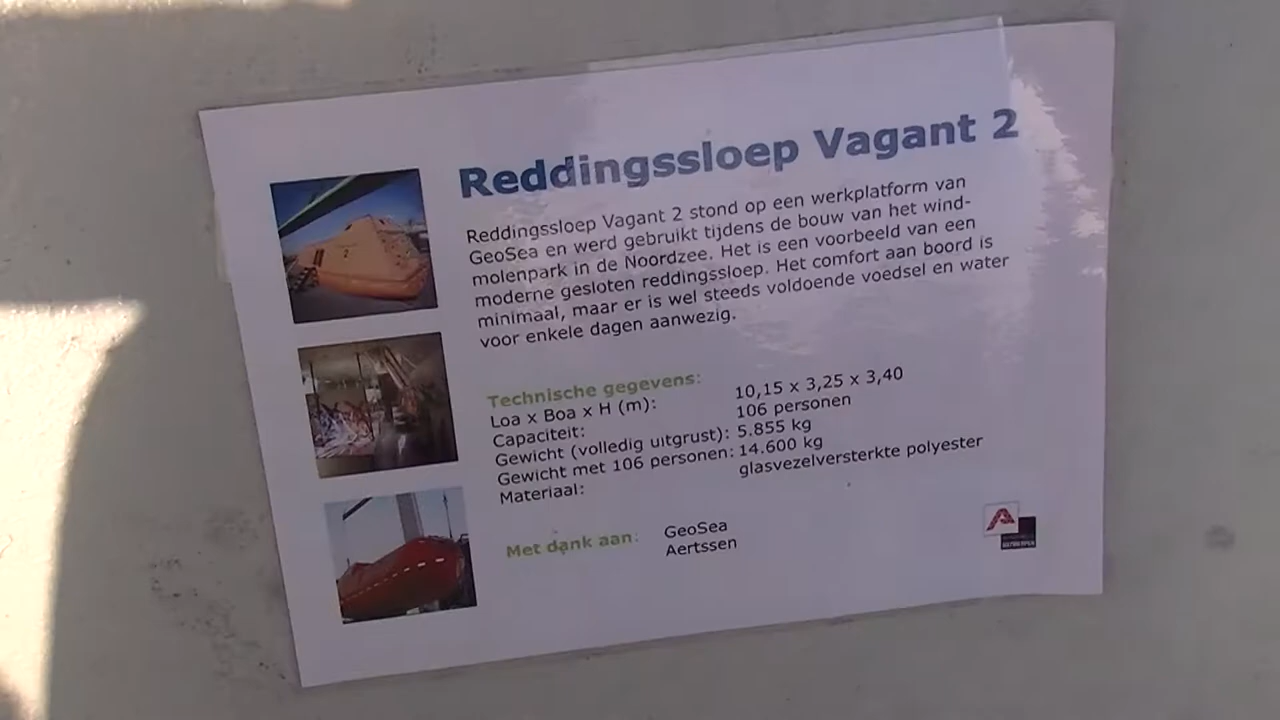 Reddingssloep Vagant 2
Reddingssloep Vagant 2 stond op een werkplatform van
GeoSea en werd gebruikt tijdens de bouw van het wind-
molenpark in de Noordzee. Het is een voorbeeld van een
moderne gesloten reddingssloep. Het comfort aan boord is
minimaal, maar er is wel steeds voldoende voedsel en water
voor enkele dagen aanwezig.
Technische gegevens:
Loa x Boa x H (m): 10,15 x 3,25 x 3,40
Capaciteit: 106 personen
Gewicht (volledig uitgrust): 5.855 kg
Gewicht met 106 personen: 14.600 kg
Materiaal: glasvezelversterkte polyester
Met dank aan: GeoSea
Aertssen